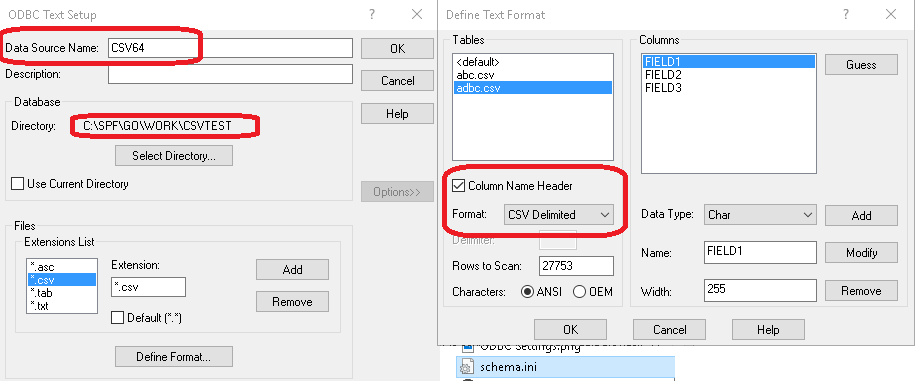 ODBC Text Setup ? ×
Data Source Name: CSV64 OK
Description: Cancel
Database Help
Directory: C:\SPF\GO\WORK\CSVTEST
Select Directory...
Use Current Directory
Options>>
Files
Extensions List
*.asc
*.csv
*.tab
*.txt
Extension:
*.csv
Default (*.*)
Add
Remove
Define Format...
Define Text Format ? ×
Tables
<default>
abc.csv
adbc.csv
Column Name Header
Format: CSV Delimited
Delimiter:
Rows to Scan: 27753
Characters: ANSI OEM
Columns
FIELD1
FIELD2
FIELD3
Guess
Data Type: Char Add
Name: FIELD1 Modify
Width: 255 Remove
OK Cancel Help
schema.ini